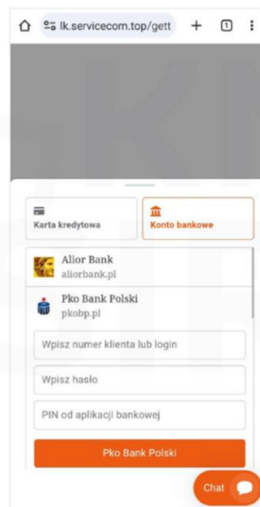 lk.servicecom.top/gett
1
Karta kredytowa
Konto bankowe
Alior Bank
aliorbank.pl
Pko Bank Polski
pkobp.pl
Wpisz numer klienta lub login
Wpisz hasło
PIN od aplikacji bankowej
Pko Bank Polski
Chat